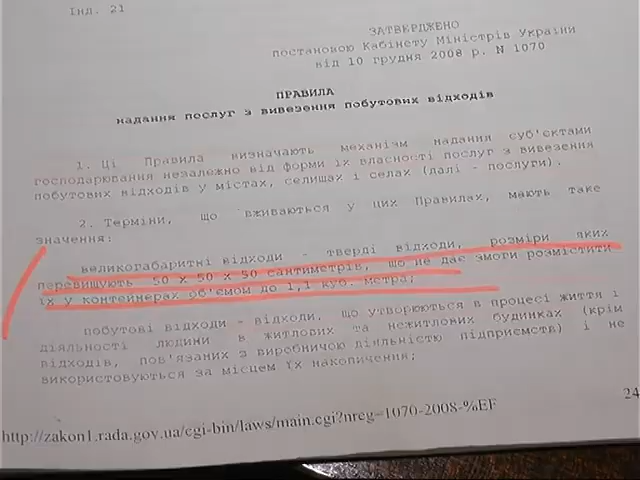 Інд. 21
ЗАТВЕРДЖЕНО
постановою Кабінету Міністрів України
від 10 грудня 2008 р. N 1070
ПРАВИЛА
надання послуг з вивезення побутових відходів
1. Ці Правила визначають механізм надання суб'єктами
господарювання незалежно від форми їх власності послуг з вивезення
побутових відходів у містах, селищах і селах (далі - послуги).
2. Терміни, що вживаються у цих Правилах, мають таке
значення:
великогабаритні відходи - тверді відходи, розміри яких
перевищують 50 х 50 х 50 сантиметрів, що не дає змоги розмістити
їх у контейнерах об'ємом до 1,1 куб. метра;
побутові відходи - відходи, що утворюються в процесі життя і
діяльності людини в житлових та нежитлових будинках (крім
відходів, пов'язаних з виробничою діяльністю підприємств) і не
використовуються за місцем їх накопичення;
http://zakon1.rada.gov.ua/cgi-bin/laws/main.cgi?nreg=1070-2008-%EF
24